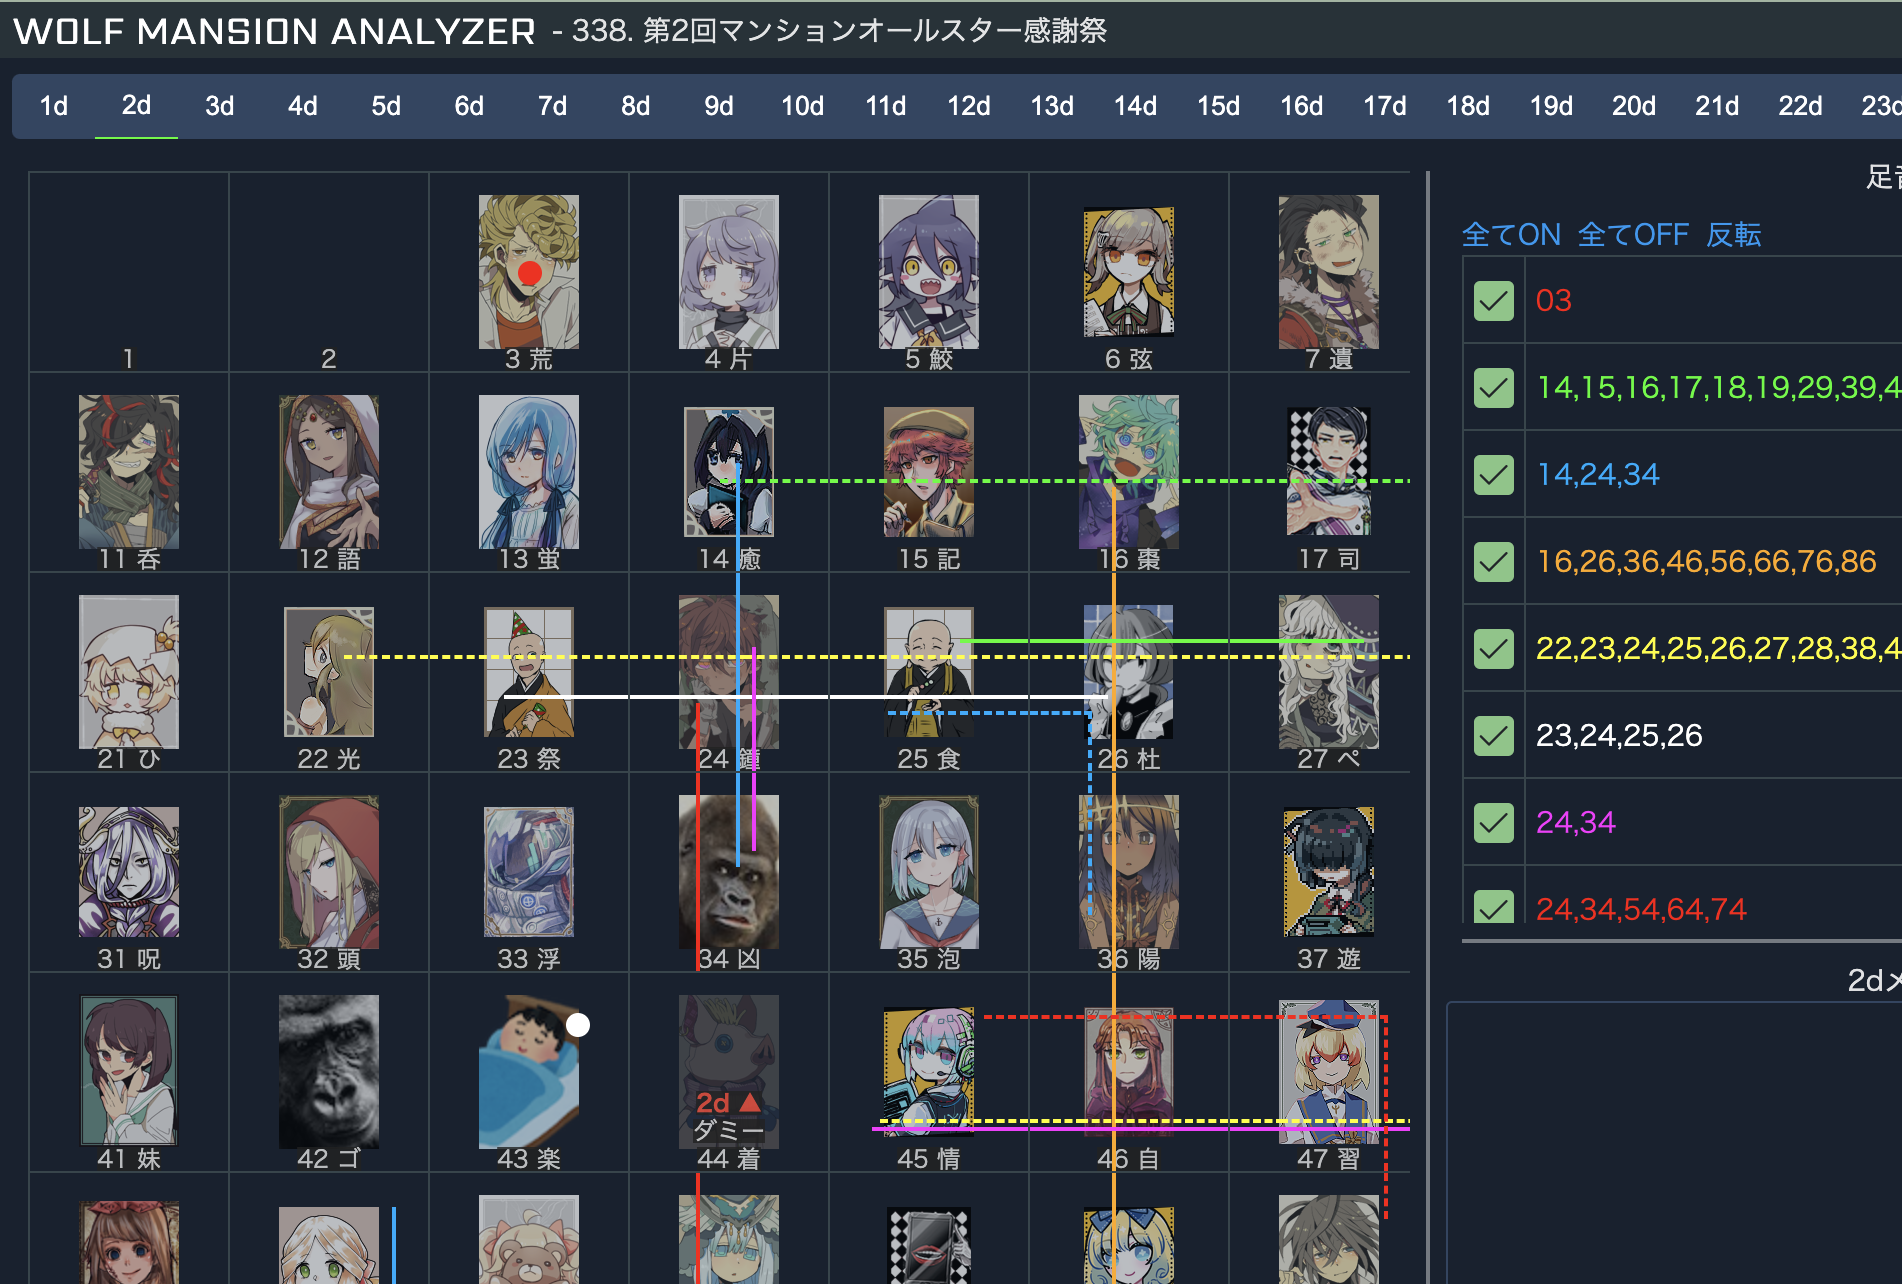 WOLF MANSION ANALYZER - 338. 第2回マンションオールスター感謝祭
1d 2d 3d 4d 5d 6d 7d 8d 9d 10d 11d 12d 13d 14d 15d 16d 17d 18d 19d 20d 21d 22d 23d
1 2 3 荒 4 片 5 鮫 6 弦 7 遺
11 呑 12 語 13 蛍 14 癒 15 記 16 棗 17 司
21 ひ 22 光 23 祭 24 鐘 25 食 26 杜 27 ペ
31 呪 32 頭 33 浮 34 凶 35 泡 36 陽 37 遊
2d ▲
ダミー
41 妹 42 ゴ 43 楽 44 着 45 情 46 自 47 習
足音
全てON 全てOFF 反転
03
14,15,16,17,18,19,29,39,4
14,24,34
16,26,36,46,56,66,76,86
22,23,24,25,26,27,28,38,4
23,24,25,26
24,34
24,34,54,64,74
2dメ